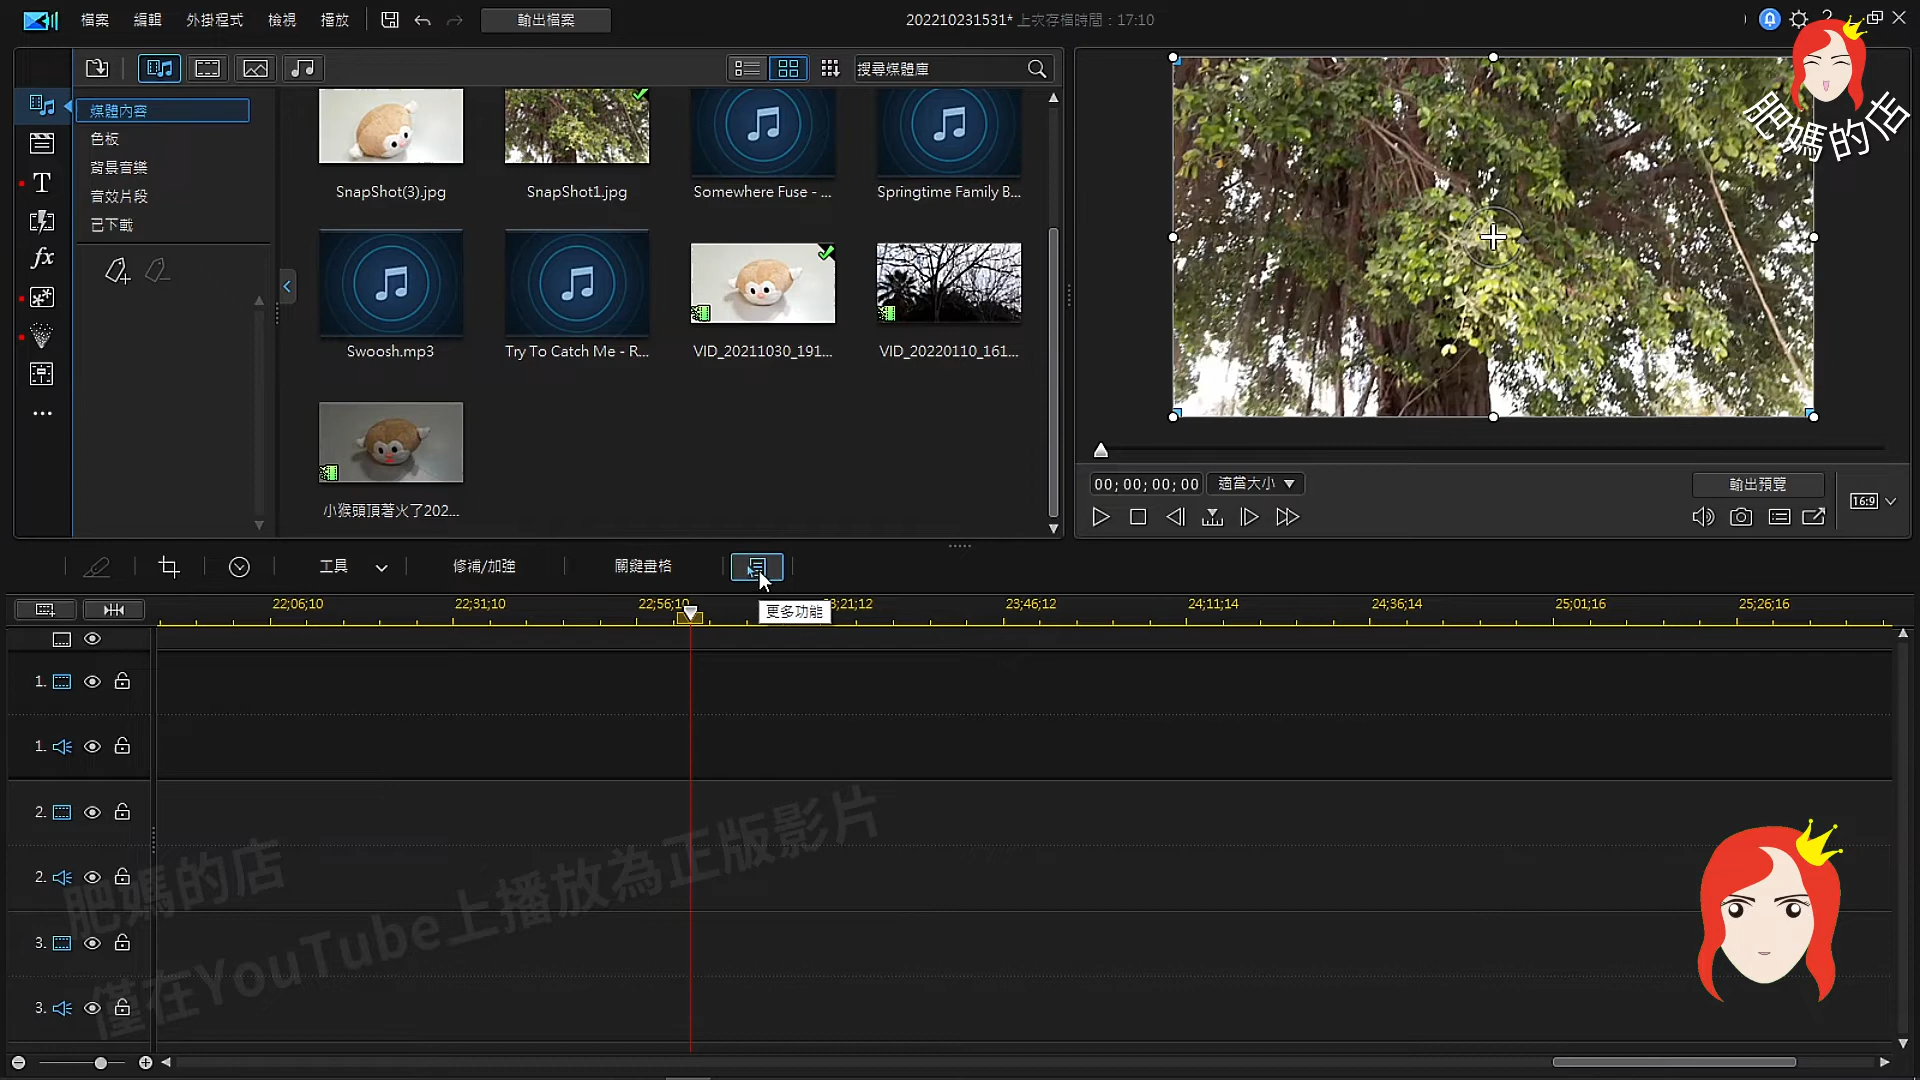 檔案 編輯 外掛程式 檢視 播放 輸出檔案 202210231531* 上次存檔時間：17:10
搜尋媒體庫
肥媽的店
媒體內容
色板
背景音樂
音效片段
已下載
T
fx
SnapShot(3).jpg SnapShot1.jpg Somewhere Fuse - ... Springtime Family B...
Swoosh.mp3 Try To Catch Me - R... VID_20211030_191... VID_20220110_161...
小猴頭頂著火了202...
00;00;00;00 適當大小 輸出預覽
16:9
工具 修補/加強 關鍵畫格
更多功能
22;06;10 22;31;10 22;56;10 23;21;12 23;46;12 24;11;14 24;36;14 25;01;16 25;26;16
1.
1.
2.
2.
3.
3.
肥媽的店
僅在YouTube上播放為正版影片